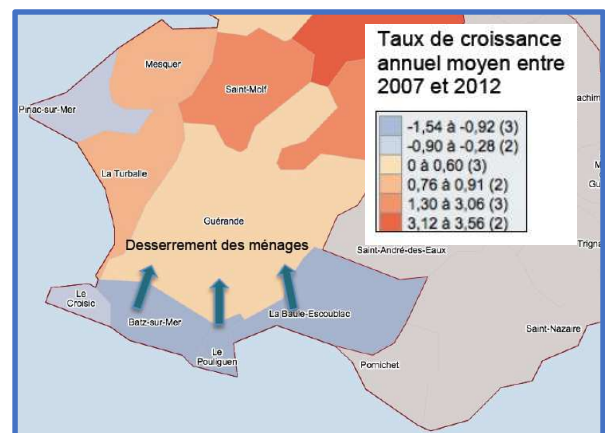 Taux de croissance
annuel moyen entre
2007 et 2012
-1,54 à -0,92 (3)
-0,90 à -0,28 (2)
0 à 0,60 (3)
0,76 à 0,91 (2)
1,30 à 3,06 (3)
3,12 à 3,56 (2)
Mesquer
Saint-Molf
Piriac-sur-Mer
La Turballe
Guérande
Desserrement des ménages
Saint-André-des-Eaux
Trigna
Le
Croisic
Batz-sur-Mer
La Baule-Escoublac
Le
Pouliguen
Saint-Nazaire
Pornichet